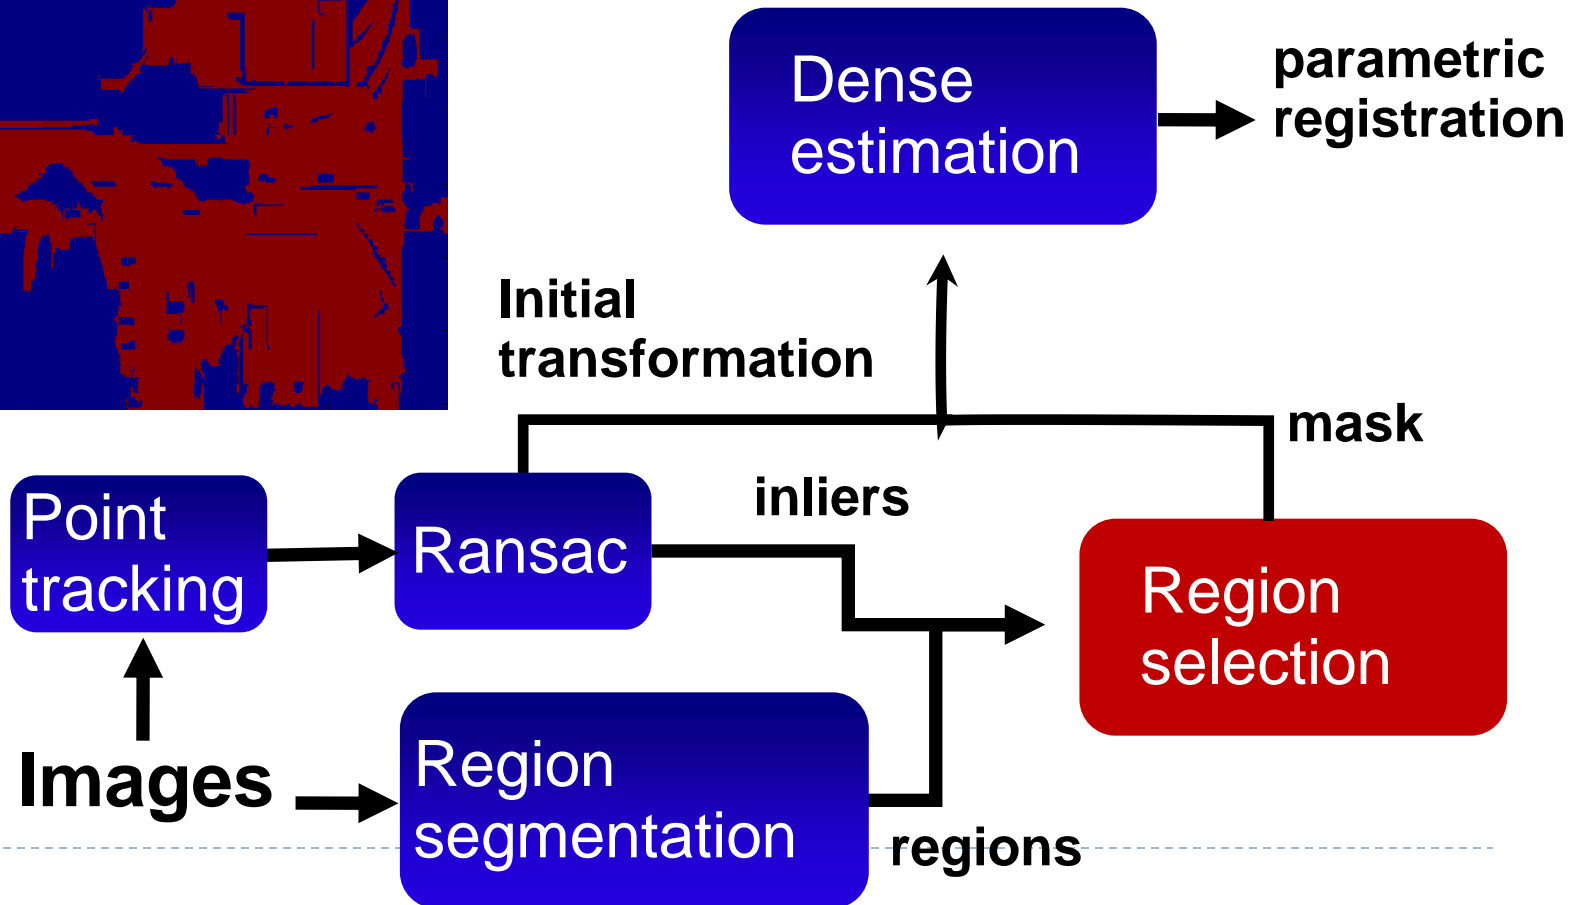 Dense
estimation
parametric
registration
Initial
transformation
mask
inliers
Point
tracking
Ransac
Region
selection
Images
Region
segmentation
regions